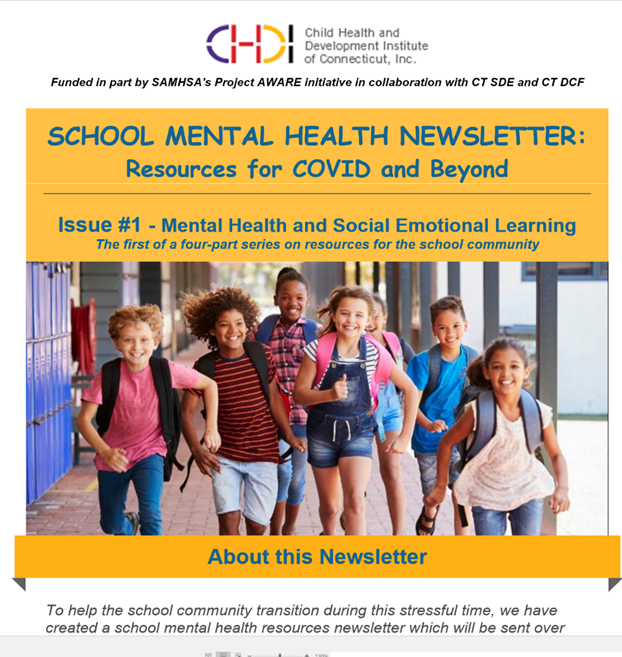 CHDI
Child Health and
Development Institute
of Connecticut, Inc.
Funded in part by SAMHSA's Project AWARE initiative in collaboration with CT SDE and CT DCF
SCHOOL MENTAL HEALTH NEWSLETTER:
Resources for COVID and Beyond
Issue #1 - Mental Health and Social Emotional Learning
The first of a four-part series on resources for the school community
About this Newsletter
To help the school community transition during this stressful time, we have
created a school mental health resources newsletter which will be sent over